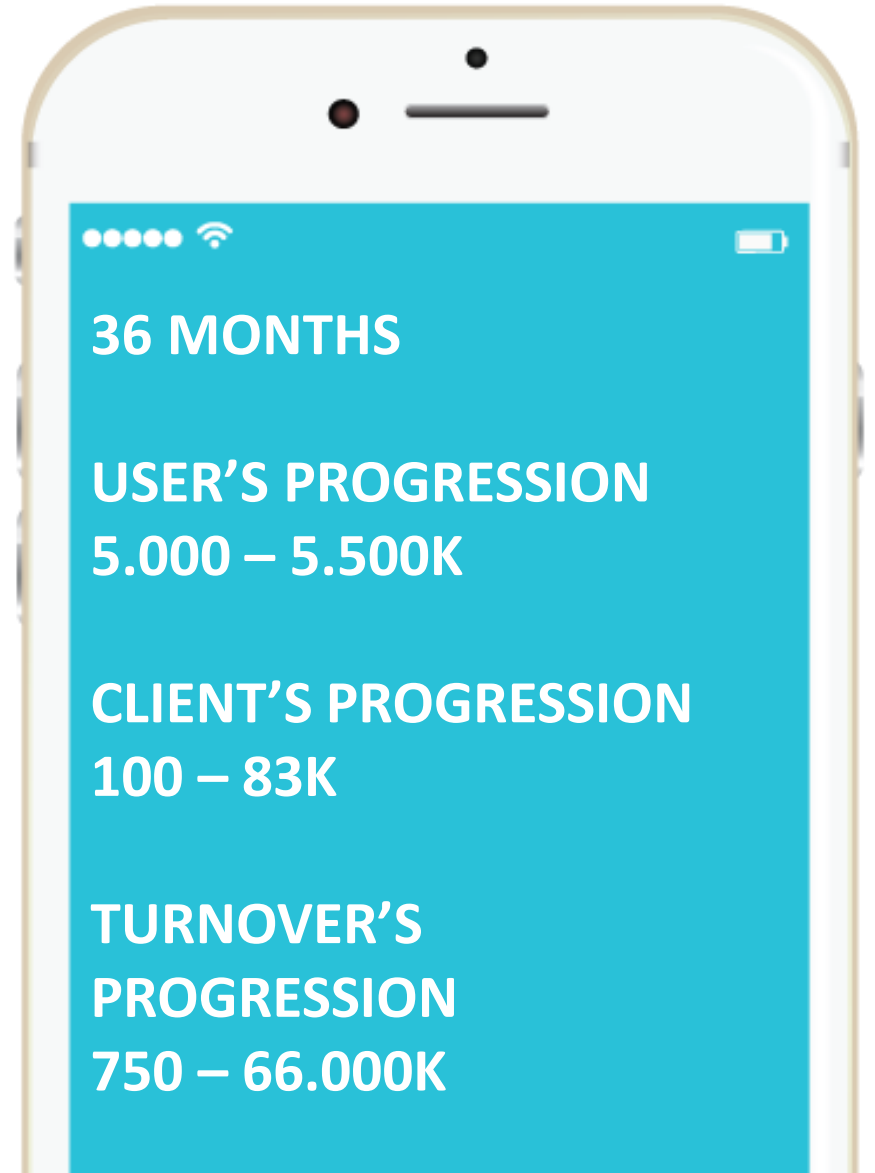 36 MONTHS
USER’S PROGRESSION
5.000 – 5.500K
CLIENT’S PROGRESSION
100 – 83K
TURNOVER’S
PROGRESSION
750 – 66.000K